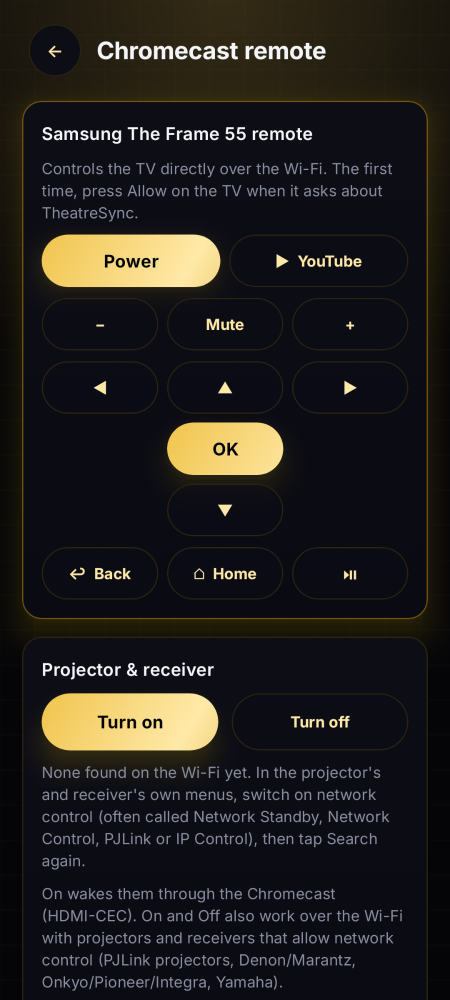 Chromecast remote
Samsung The Frame 55 remote
Controls the TV directly over the Wi-Fi. The first
time, press Allow on the TV when it asks about
TheatreSync.
Power
▶ YouTube
−
Mute
+
◀
▲
▶
OK
▼
↩ Back
⌂ Home
⏯
Projector & receiver
Turn on
Turn off
None found on the Wi-Fi yet. In the projector's
and receiver's own menus, switch on network
control (often called Network Standby, Network
Control, PJLink or IP Control), then tap Search
again.
On wakes them through the Chromecast
(HDMI-CEC). On and Off also work over the Wi-Fi
with projectors and receivers that allow network
control (PJLink projectors, Denon/Marantz,
Onkyo/Pioneer/Integra, Yamaha).